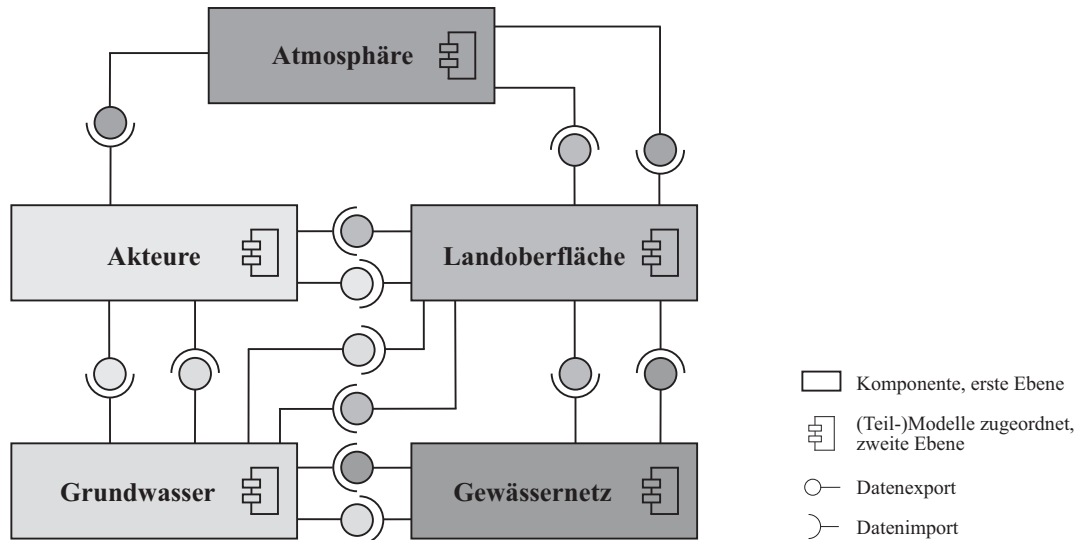 Atmosphäre
Akteure
Landoberfläche
Grundwasser
Gewässernetz
Komponente, erste Ebene
(Teil-)Modelle zugeordnet,
zweite Ebene
Datenexport
Datenimport